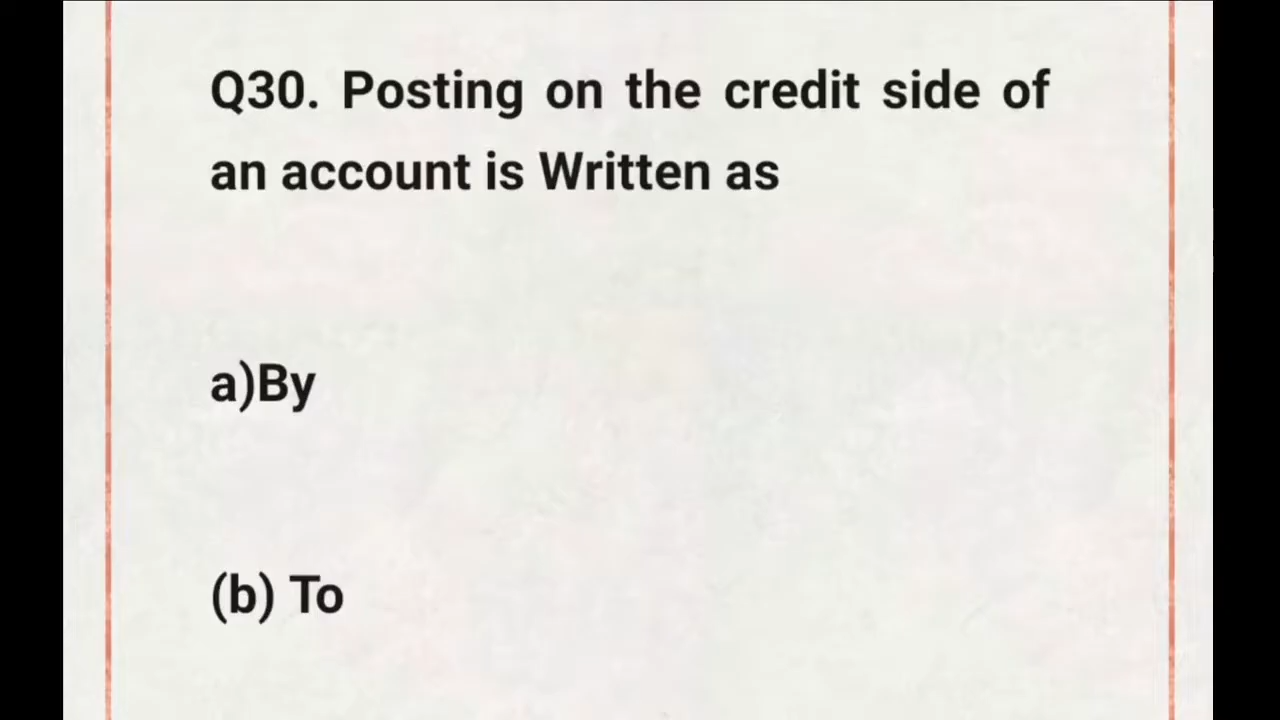 Q30. Posting on the credit side of
an account is Written as
a)By
(b) To